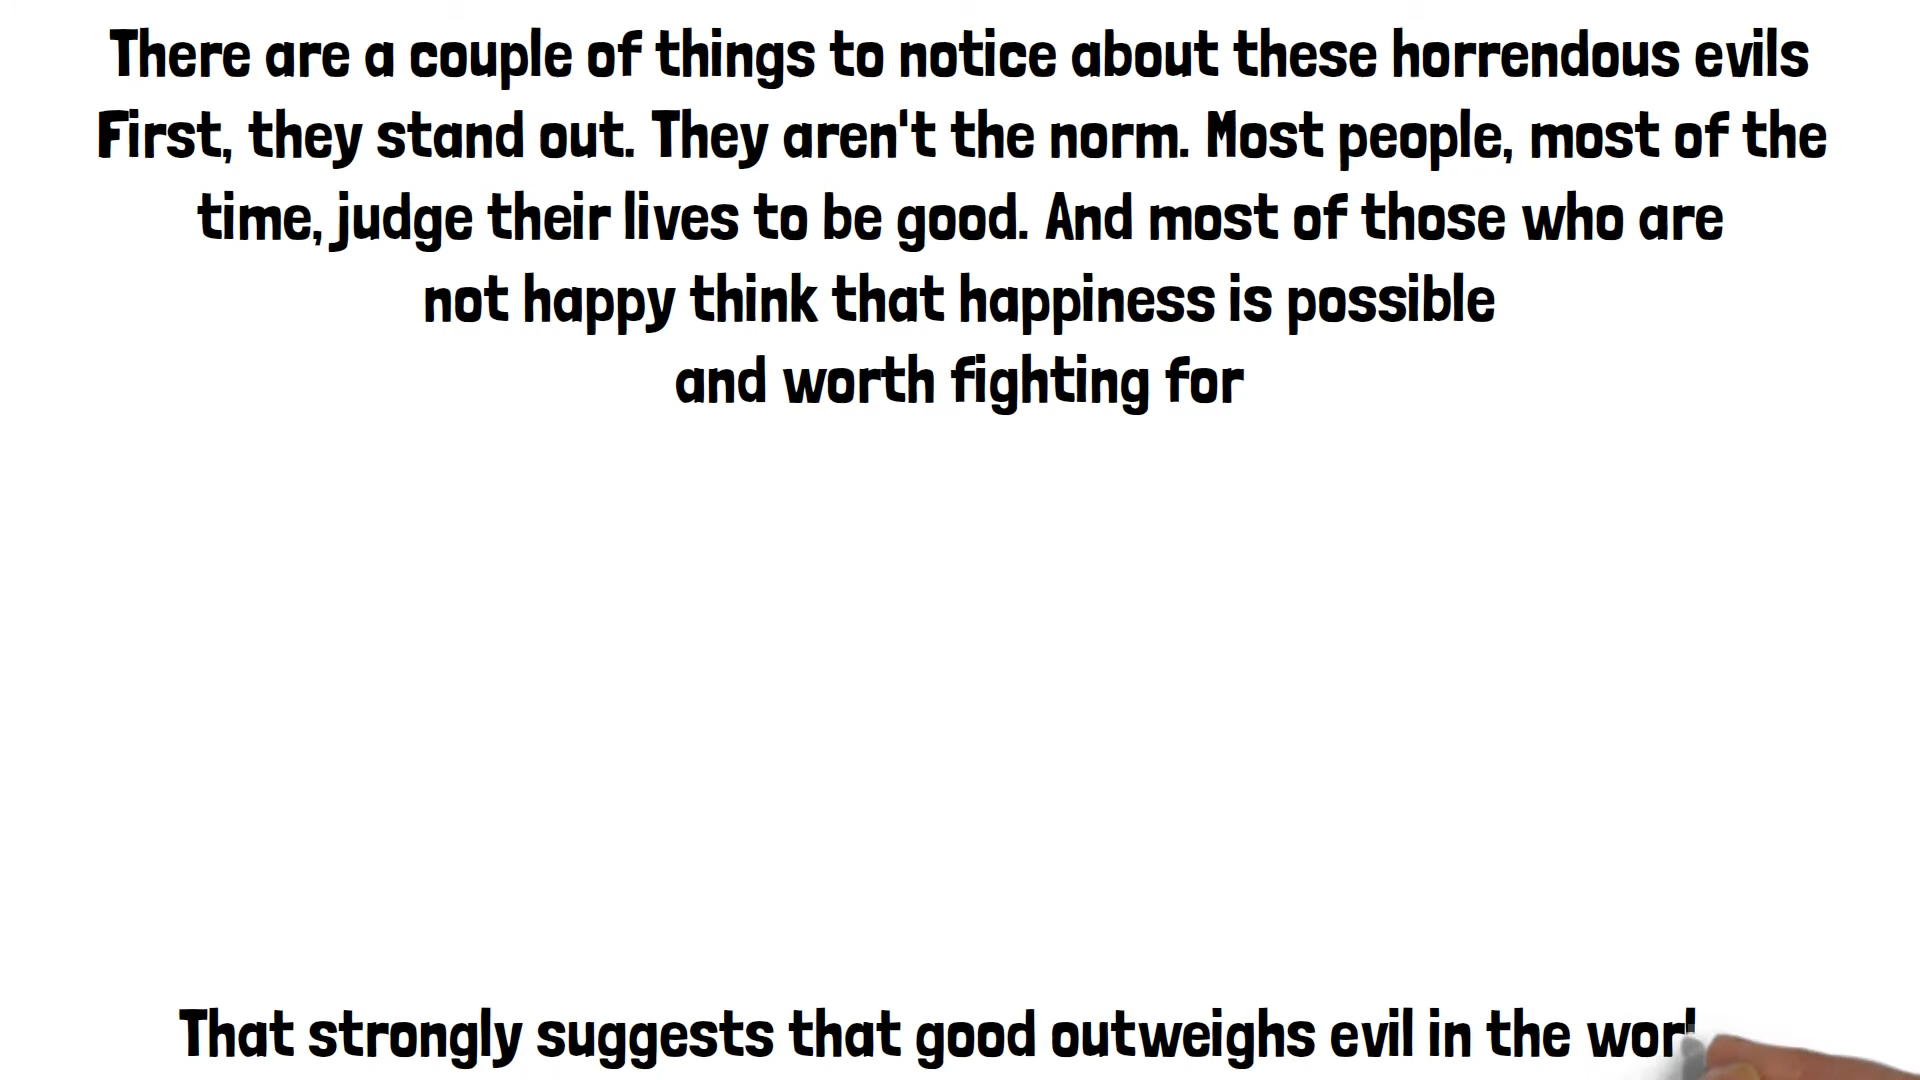 There are a couple of things to notice about these horrendous evils
First, they stand out. They aren't the norm. Most people, most of the
time, judge their lives to be good. And most of those who are
not happy think that happiness is possible
and worth fighting for
That strongly suggests that good outweighs evil in the